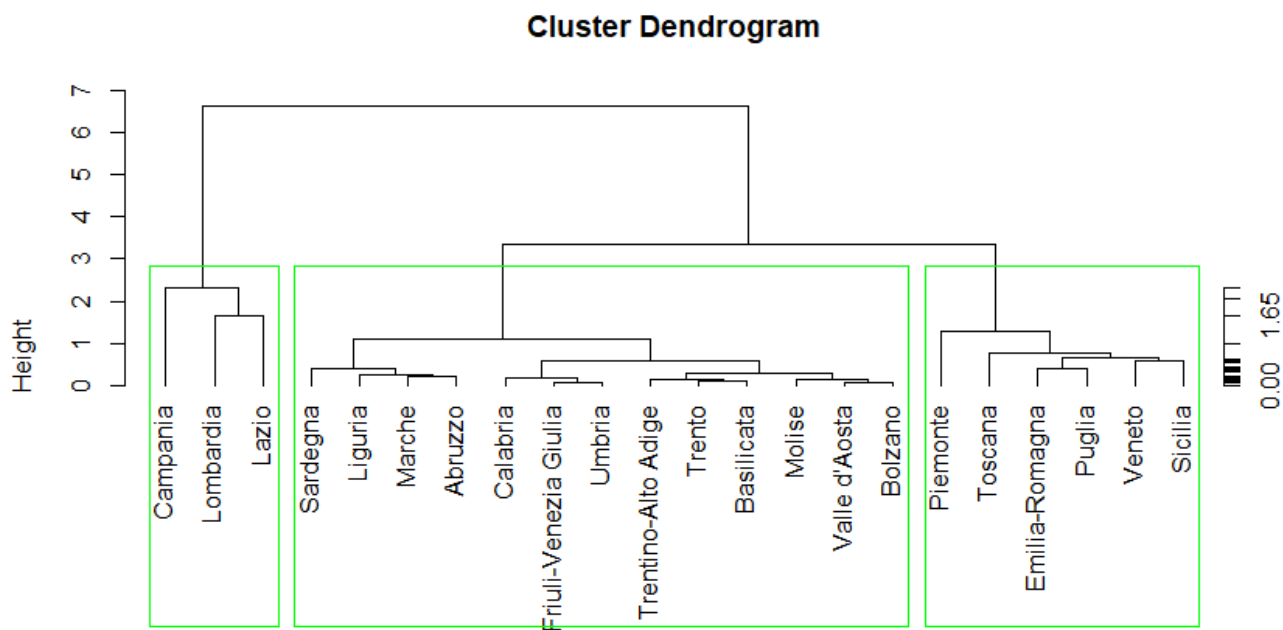 Cluster Dendrogram
Height
7
6
5
4
3
2
1
0
Campania
Lombardia
Lazio
Sardegna
Liguria
Marche
Abruzzo
Calabria
Friuli-Venezia Giulia
Umbria
Trentino-Alto Adige
Trento
Basilicata
Molise
Valle d'Aosta
Bolzano
Piemonte
Toscana
Emilia-Romagna
Puglia
Veneto
Sicilia
1.65
0.00